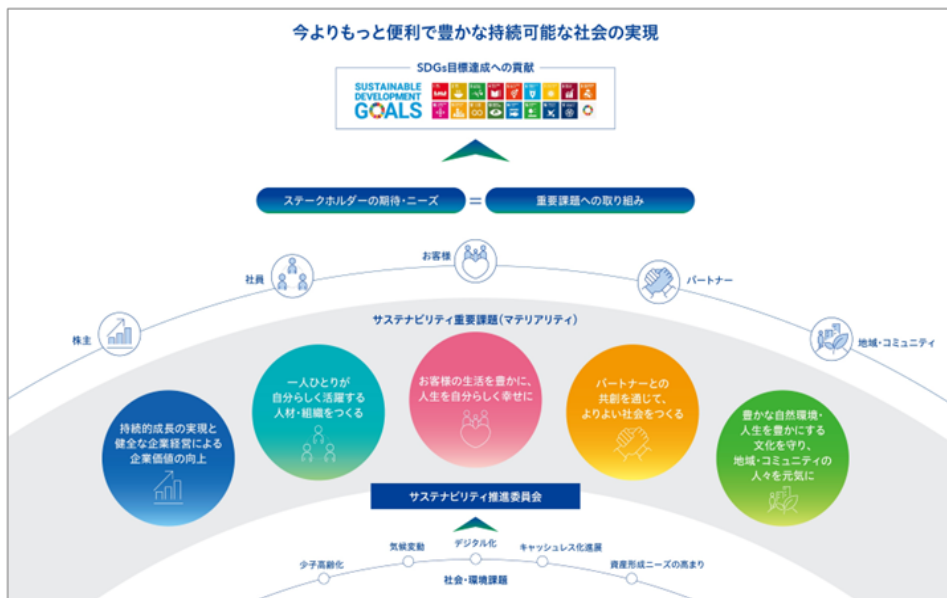 今よりもっと便利で豊かな持続可能な社会の実現
SDGs目標達成への貢献
SUSTAINABLE
DEVELOPMENT
GOALS
ステークホルダーの期待・ニーズ
=
重要課題への取り組み
お客様
社員
パートナー
株主
地域・コミュニティ
サステナビリティ重要課題(マテリアリティ)
持続的成長の実現と
健全な企業経営による
企業価値の向上
一人ひとりが
自分らしく活躍する
人材・組織をつくる
お客様の生活を豊かに、
人生を自分らしく幸せに
パートナーとの
共創を通じて、
よりよい社会をつくる
豊かな自然環境・
人生を豊かにする
文化を守り、
地域・コミュニティの
人々を元気に
サステナビリティ推進委員会
少子高齢化
気候変動
デジタル化
キャッシュレス化進展
資産形成ニーズの高まり
社会・環境課題